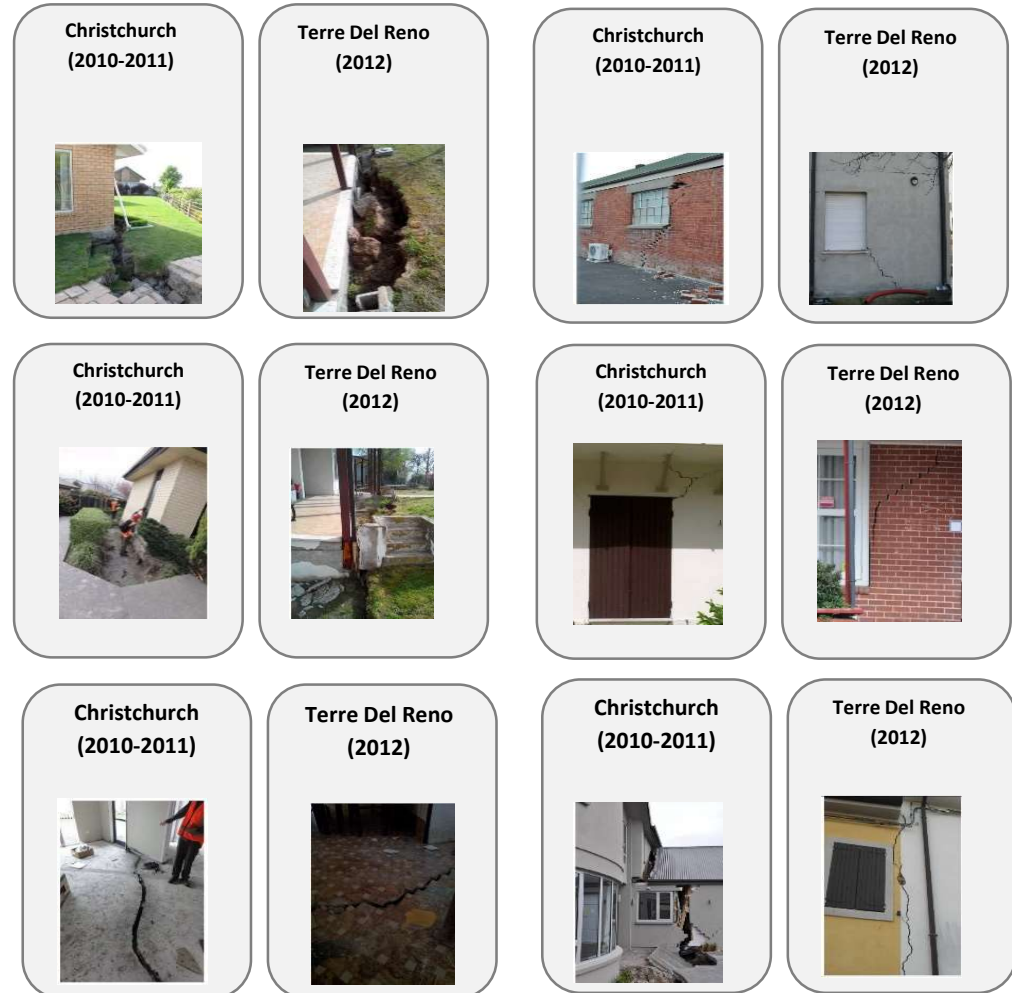 Christchurch
(2010-2011)
Terre Del Reno
(2012)
Christchurch
(2010-2011)
Terre Del Reno
(2012)
Christchurch
(2010-2011)
Terre Del Reno
(2012)
Christchurch
(2010-2011)
Terre Del Reno
(2012)
Christchurch
(2010-2011)
Terre Del Reno
(2012)
Christchurch
(2010-2011)
Terre Del Reno
(2012)